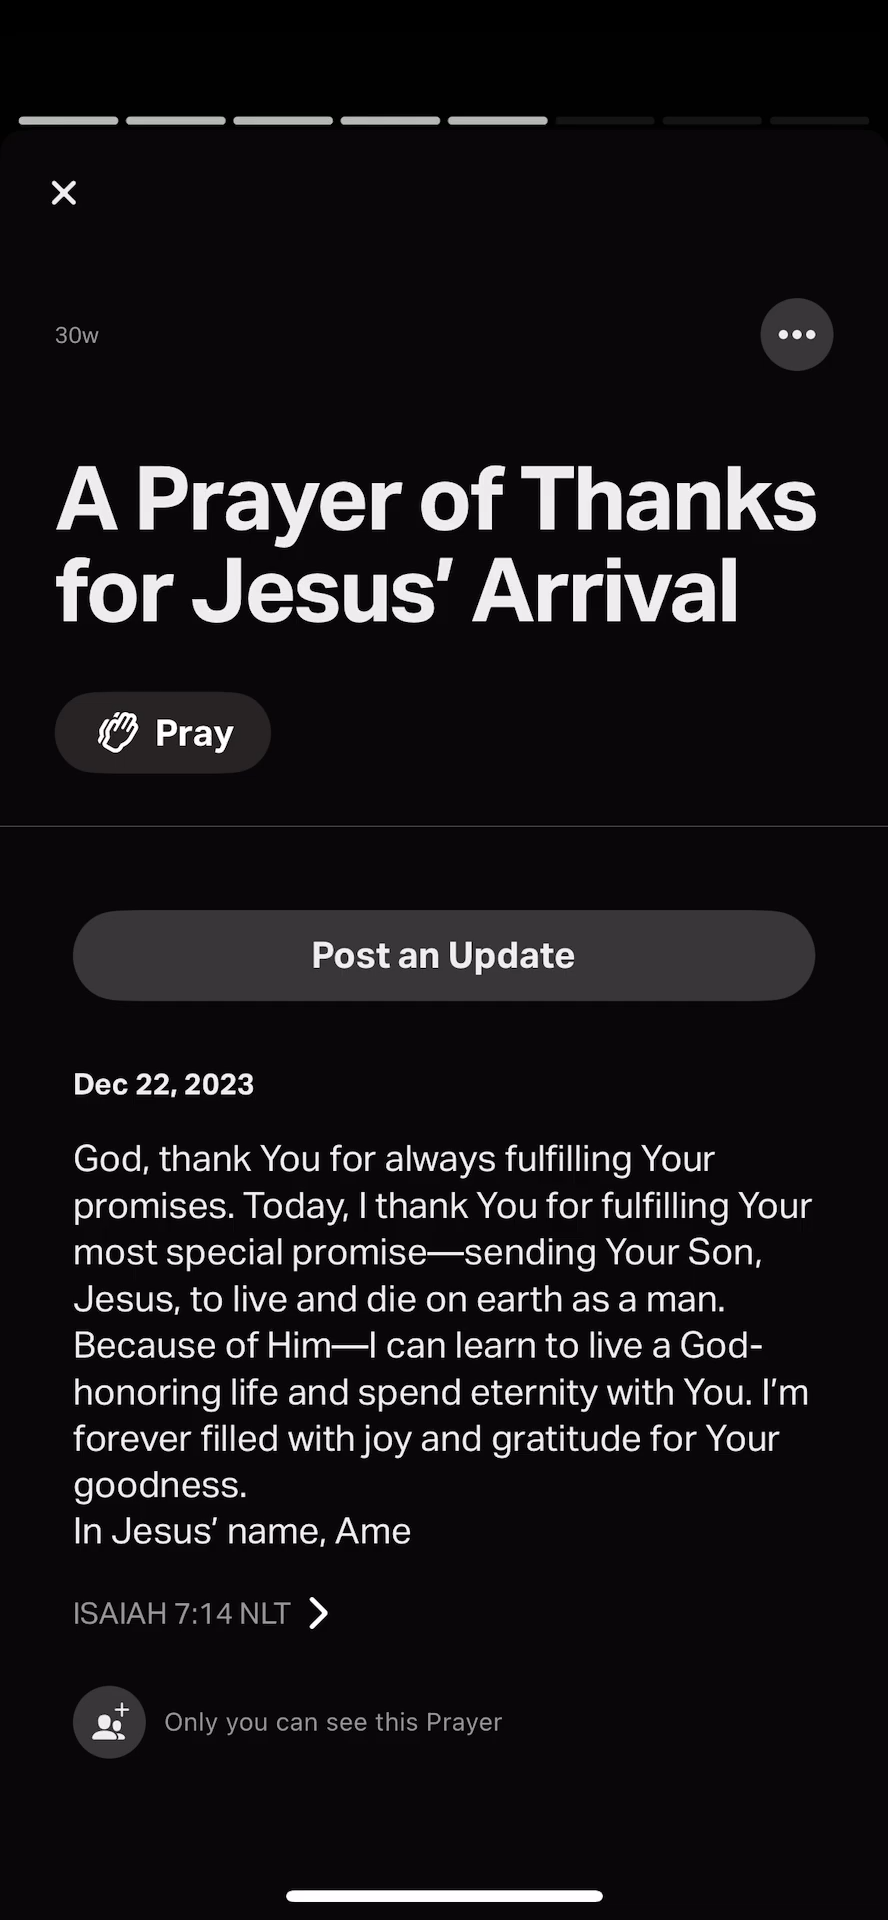 30w
A Prayer of Thanks
for Jesus’ Arrival
Pray
Post an Update
Dec 22, 2023
God, thank You for always fulfilling Your
promises. Today, I thank You for fulfilling Your
most special promise—sending Your Son,
Jesus, to live and die on earth as a man.
Because of Him—I can learn to live a God-
honoring life and spend eternity with You. I’m
forever filled with joy and gratitude for Your
goodness.
In Jesus’ name, Ame
ISAIAH 7:14 NLT
Only you can see this Prayer